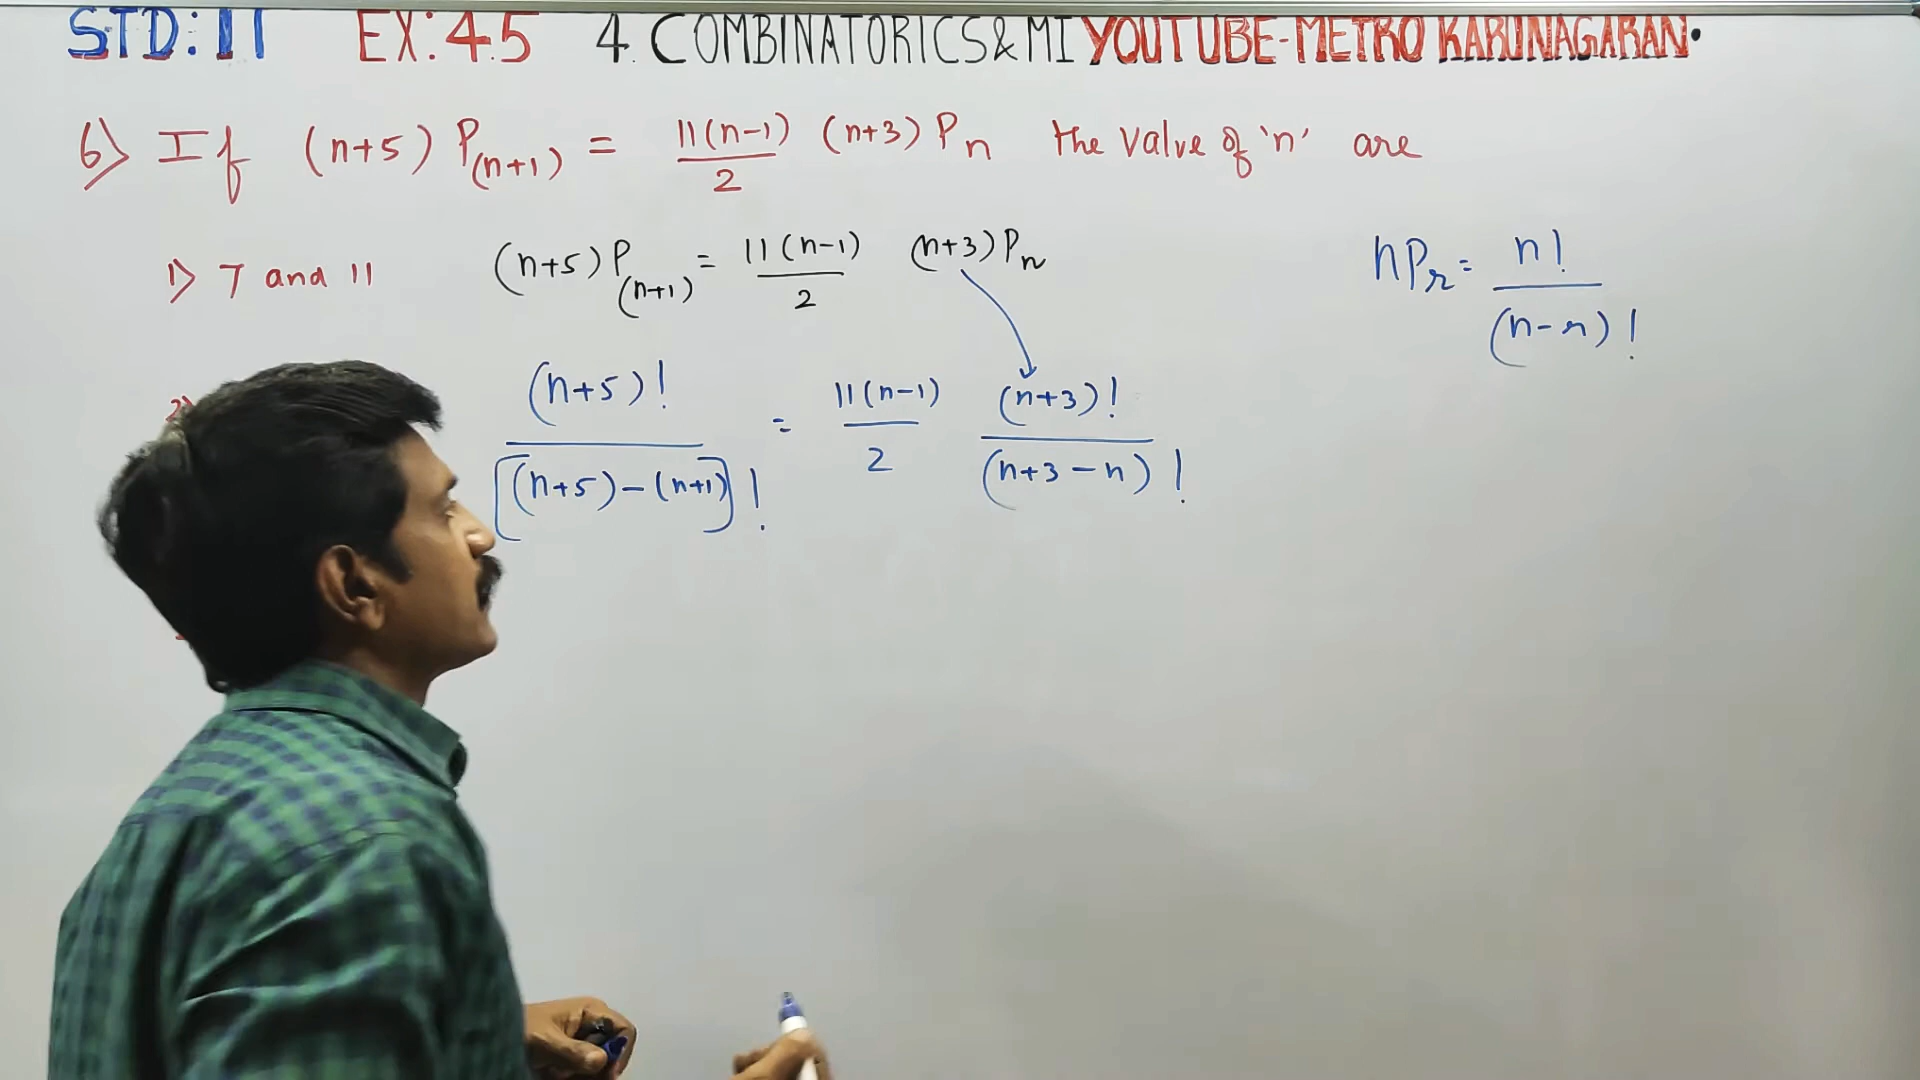 STD:11 EX:4.5 4.COMBINATORICS&MI YOUTUBE-METRO KARUNAGARAN.
6) If (n+5) P(n+1) = 11(n-1)/2 (n+3) Pn the value of 'n' are
1) 7 and 11
(n+5)P(n+1) = 11(n-1)/2 (n+3)Pn
nPr = n!/(n-r)!
2)
(n+5)!/[(n+5)-(n+1)]! = 11(n-1)/2 (n+3)!/(n+3-n)!